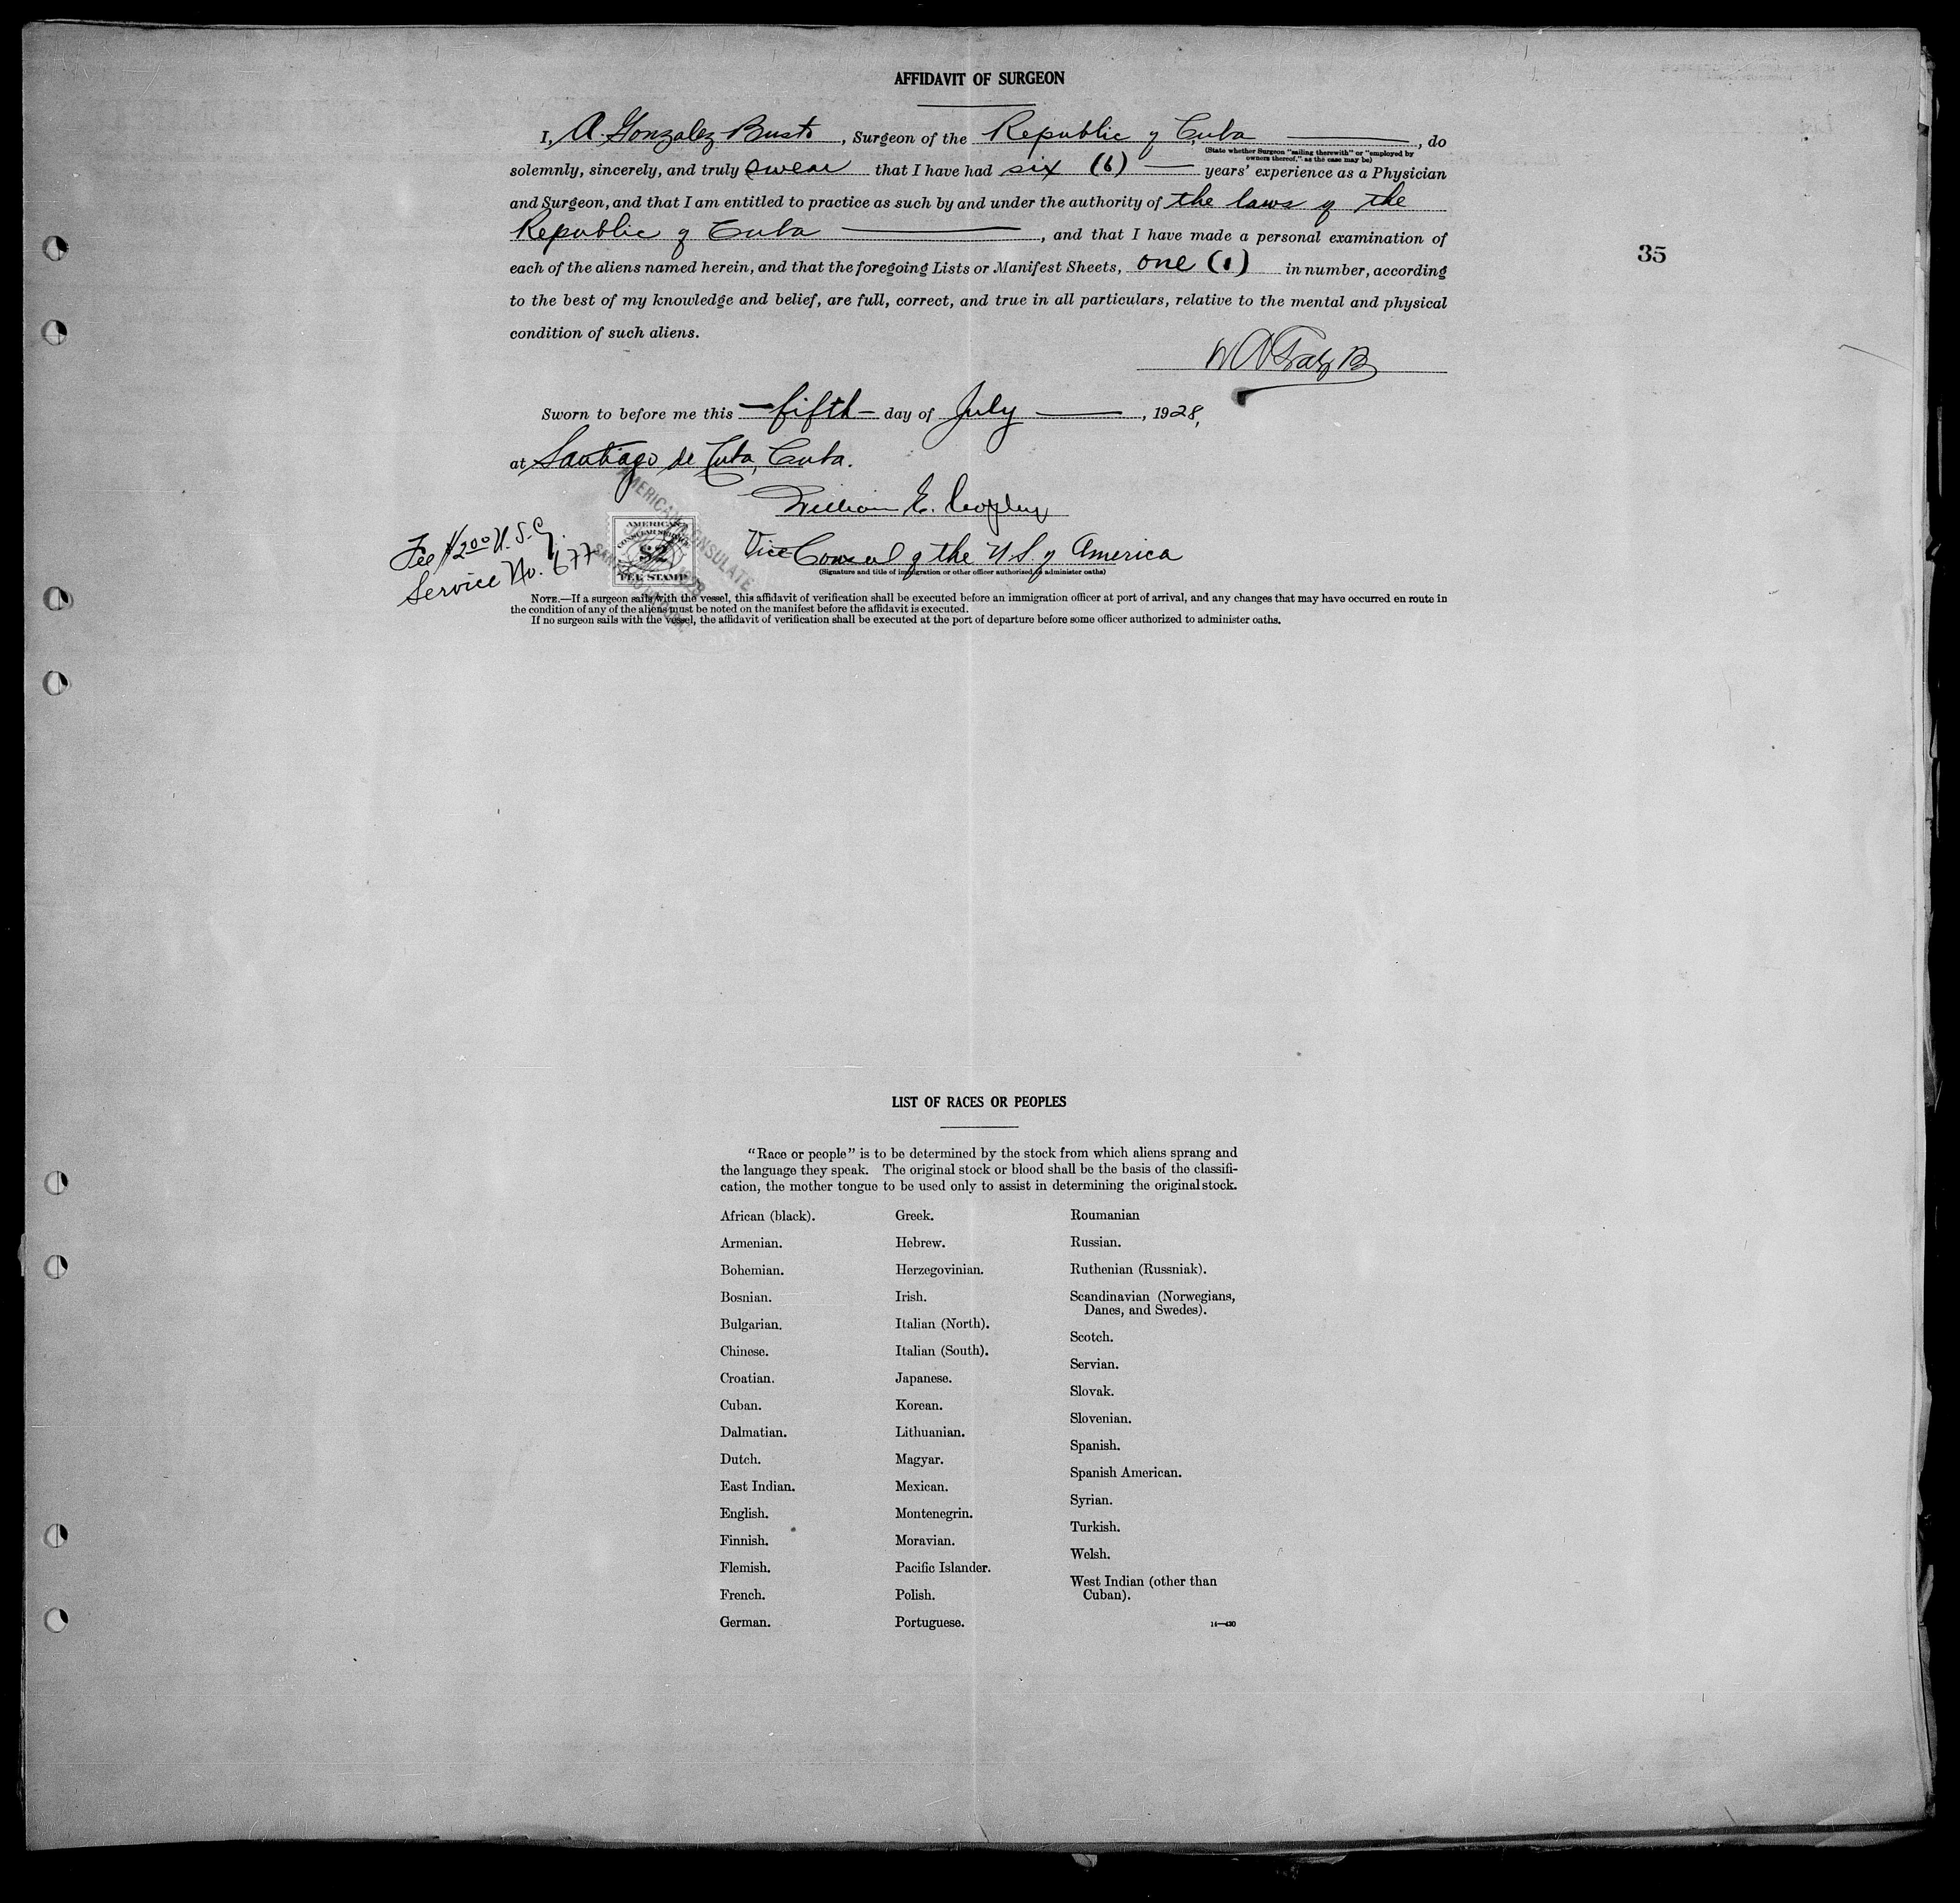 AFFIDAVIT OF SURGEON
I, A. Gonzalez Busto, Surgeon of the Republic of Cuba, do
(State whether Surgeon "sailing therewith" or "employed by
owners thereof," as the case may be)
solemnly, sincerely, and truly swear that I have had six (6) years' experience as a Physician
and Surgeon, and that I am entitled to practice as such by and under the authority of the laws of the
Republic of Cuba, and that I have made a personal examination of
each of the aliens named herein, and that the foregoing Lists or Manifest Sheets, one (1) in number, according
35
to the best of my knowledge and belief, are full, correct, and true in all particulars, relative to the mental and physical
condition of such aliens.
Sworn to before me this —fifth— day of July, 1928,
at Santiago de Cuba, Cuba.
William E.
Fee $2.00 U.S. Cy.
Service No. 677
AMERICAN
CONSULAR SERVICE
$2
FEE STAMP
AMERICAN CONSULATE
Vice Consul of the U.S. of America
(Signature and title of immigration or other officer authorized to administer oaths)
NOTE.—If a surgeon sails with the vessel, this affidavit of verification shall be executed before an immigration officer at port of arrival, and any changes that may have occurred en route in
the condition of any of the aliens must be noted on the manifest before the affidavit is executed.
If no surgeon sails with the vessel, the affidavit of verification shall be executed at the port of departure before some officer authorized to administer oaths.
LIST OF RACES OR PEOPLES
"Race or people" is to be determined by the stock from which aliens sprang and
the language they speak. The original stock or blood shall be the basis of the classifi-
cation, the mother tongue to be used only to assist in determining the original stock.
African (black).
Armenian.
Bohemian.
Bosnian.
Bulgarian.
Chinese.
Croatian.
Cuban.
Dalmatian.
Dutch.
East Indian.
English.
Finnish.
Flemish.
French.
German.
Greek.
Hebrew.
Herzegovinian.
Irish.
Italian (North).
Italian (South).
Japanese.
Korean.
Lithuanian.
Magyar.
Mexican.
Montenegrin.
Moravian.
Pacific Islander.
Polish.
Portuguese.
Roumanian
Russian.
Ruthenian (Russniak).
Scandinavian (Norwegians,
Danes, and Swedes).
Scotch.
Servian.
Slovak.
Slovenian.
Spanish.
Spanish American.
Syrian.
Turkish.
Welsh.
West Indian (other than
Cuban).
14—430